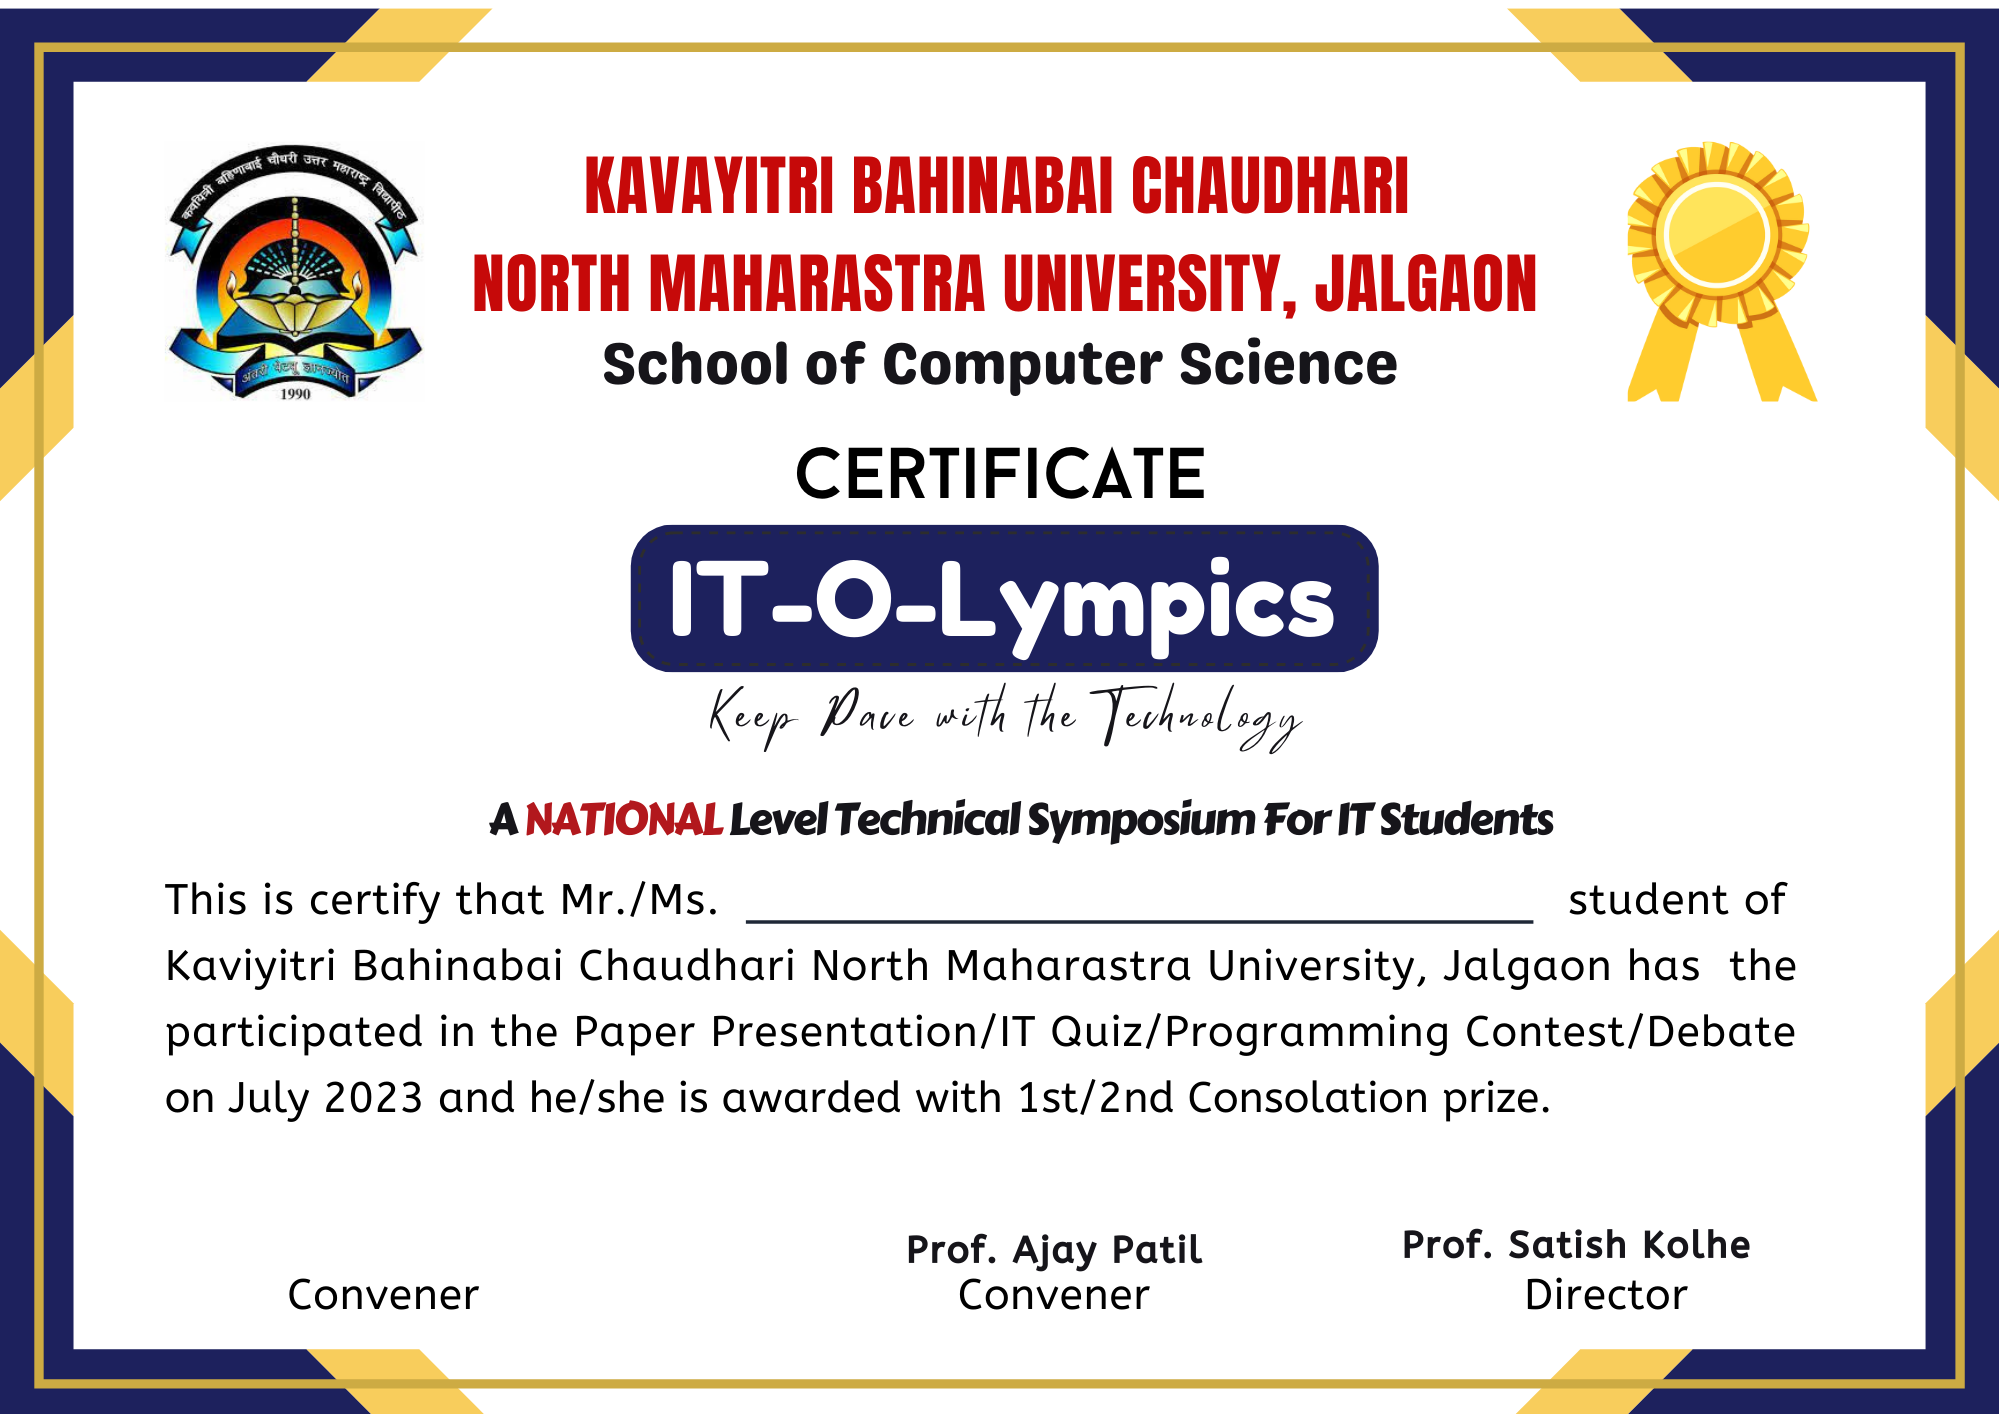 कवयित्री बहिणाबाई चौधरी उत्तर महाराष्ट्र विद्यापीठ
अंतरी पेटवू ज्ञानज्योत
1990
KAVAYITRI BAHINABAI CHAUDHARI
NORTH MAHARASTRA UNIVERSITY, JALGAON
School of Computer Science
CERTIFICATE
IT-O-Lympics
Keep Pace with the Technology
A NATIONAL Level Technical Symposium For IT Students
This is certify that Mr./Ms. student of
Kaviyitri Bahinabai Chaudhari North Maharastra University, Jalgaon has the
participated in the Paper Presentation/IT Quiz/Programming Contest/Debate
on July 2023 and he/she is awarded with 1st/2nd Consolation prize.
Prof. Ajay Patil Prof. Satish Kolhe
Convener Convener Director